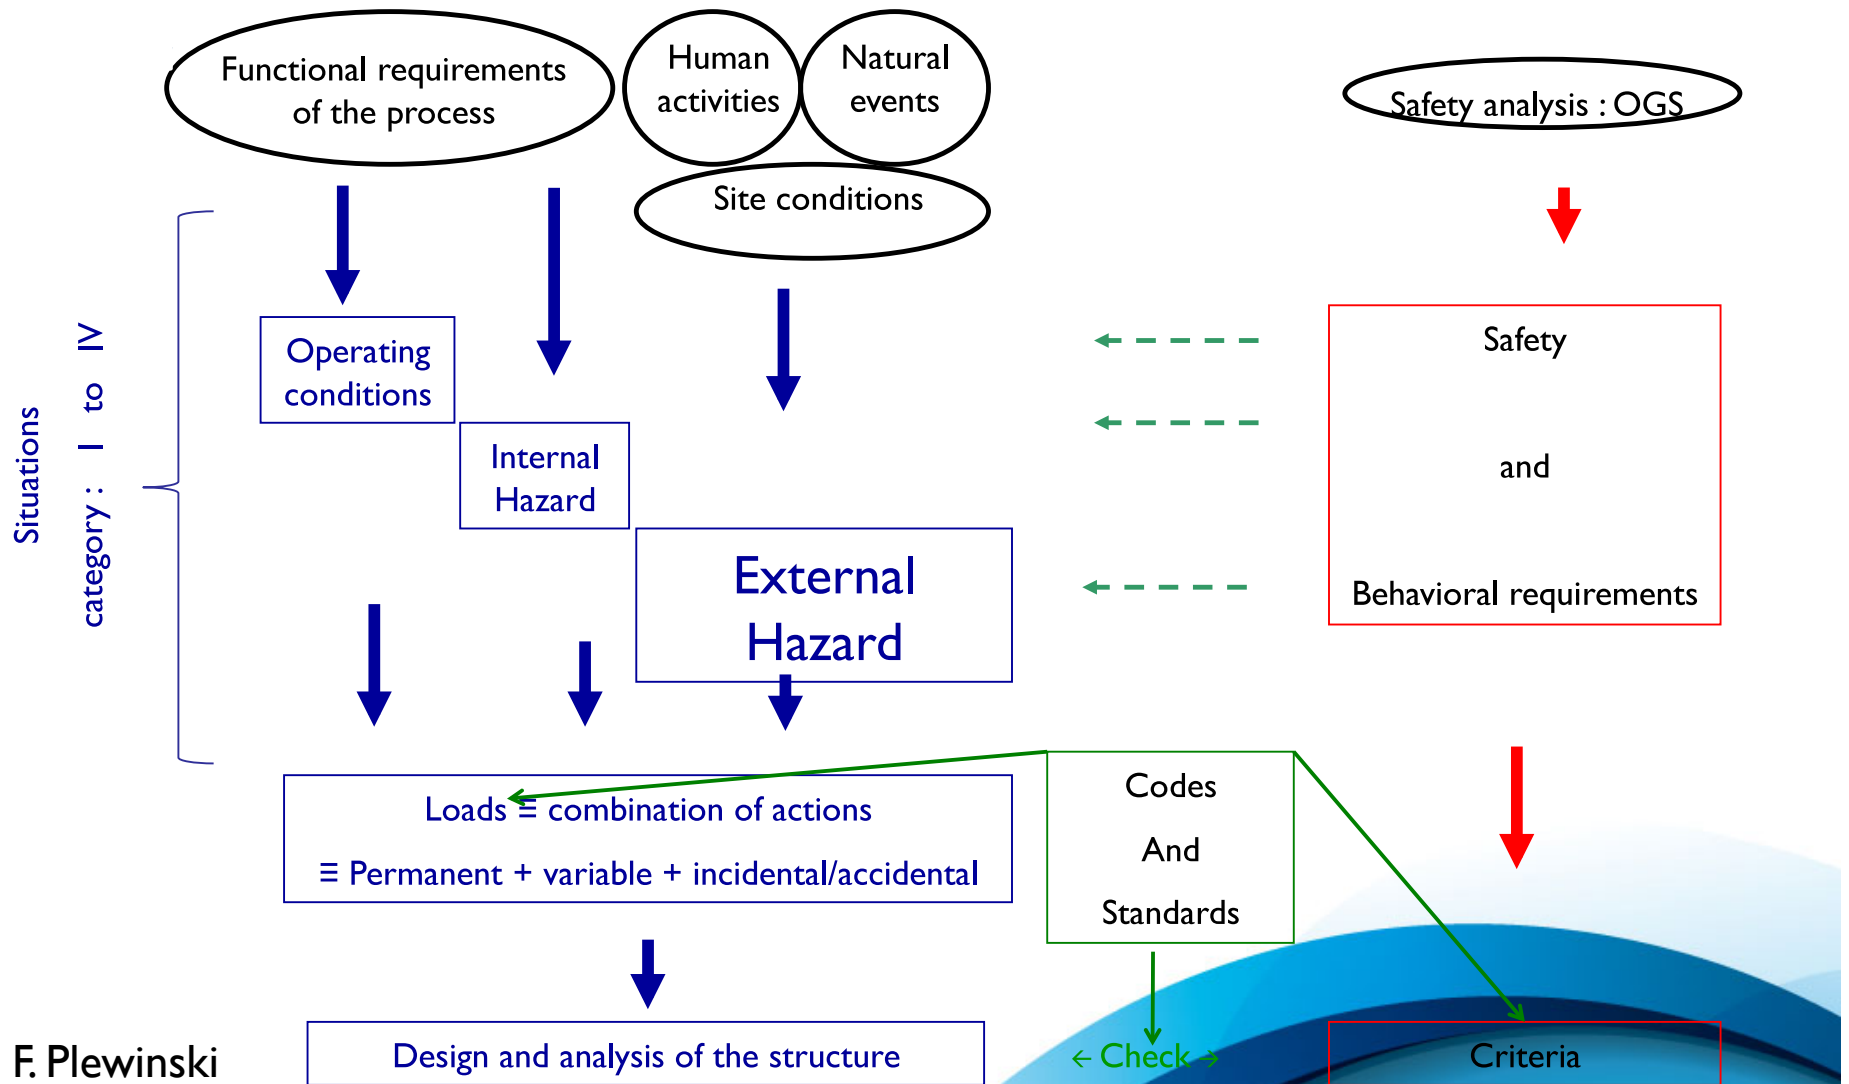 Functional requirements
of the process
Human
activities
Natural
events
Site conditions
Safety analysis : OGS
Situations
category : I to IV
Operating
conditions
Internal
Hazard
External
Hazard
Safety
and
Behavioral requirements
Loads ≡ combination of actions
≡ Permanent + variable + incidental/accidental
Codes
And
Standards
Design and analysis of the structure
← Check →
Criteria
F. Plewinski